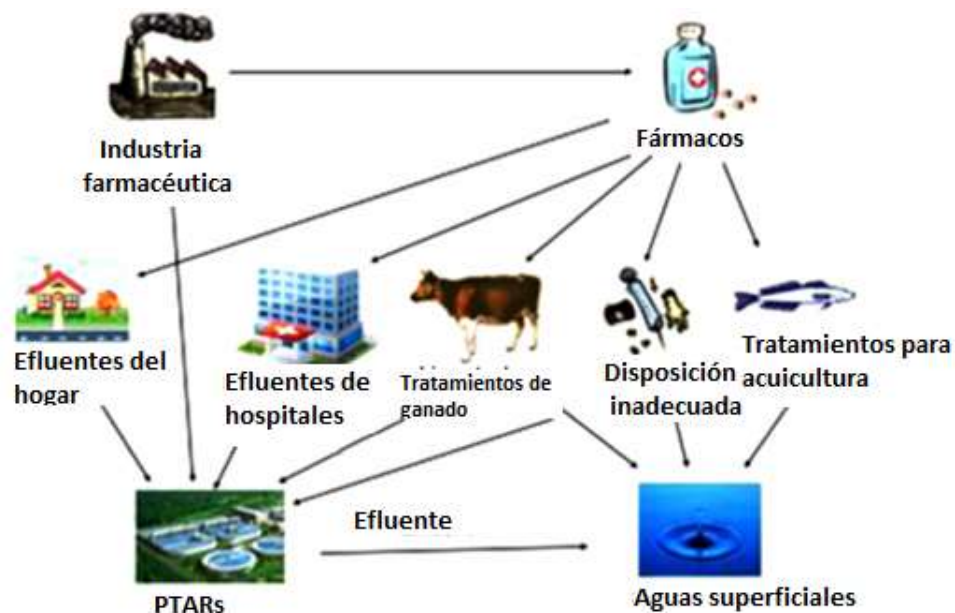 Industria
farmacéutica
Fármacos
Efluentes del
hogar
Efluentes de
hospitales
Tratamientos de
ganado
Disposición
inadecuada
Tratamientos para
acuicultura
Efluente
PTARs
Aguas superficiales